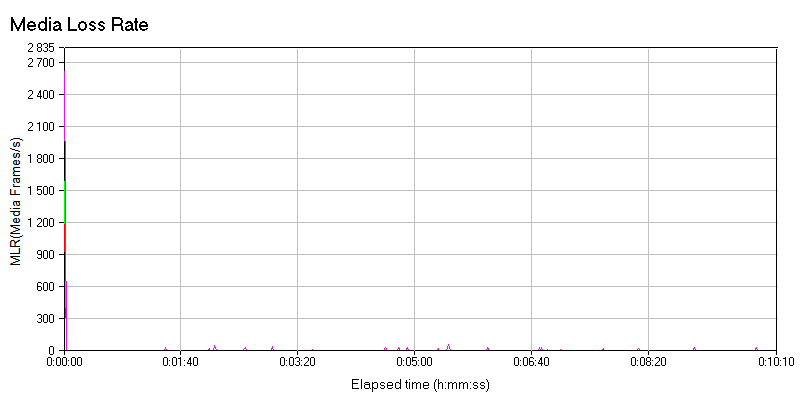 Media Loss Rate
2 835
2 700
2 400
2 100
1 800
1 500
1 200
900
600
300
0
MLR(Media Frames/s)
0:00:00 0:01:40 0:03:20 0:05:00 0:06:40 0:08:20 0:10:10
Elapsed time (h:mm:ss)